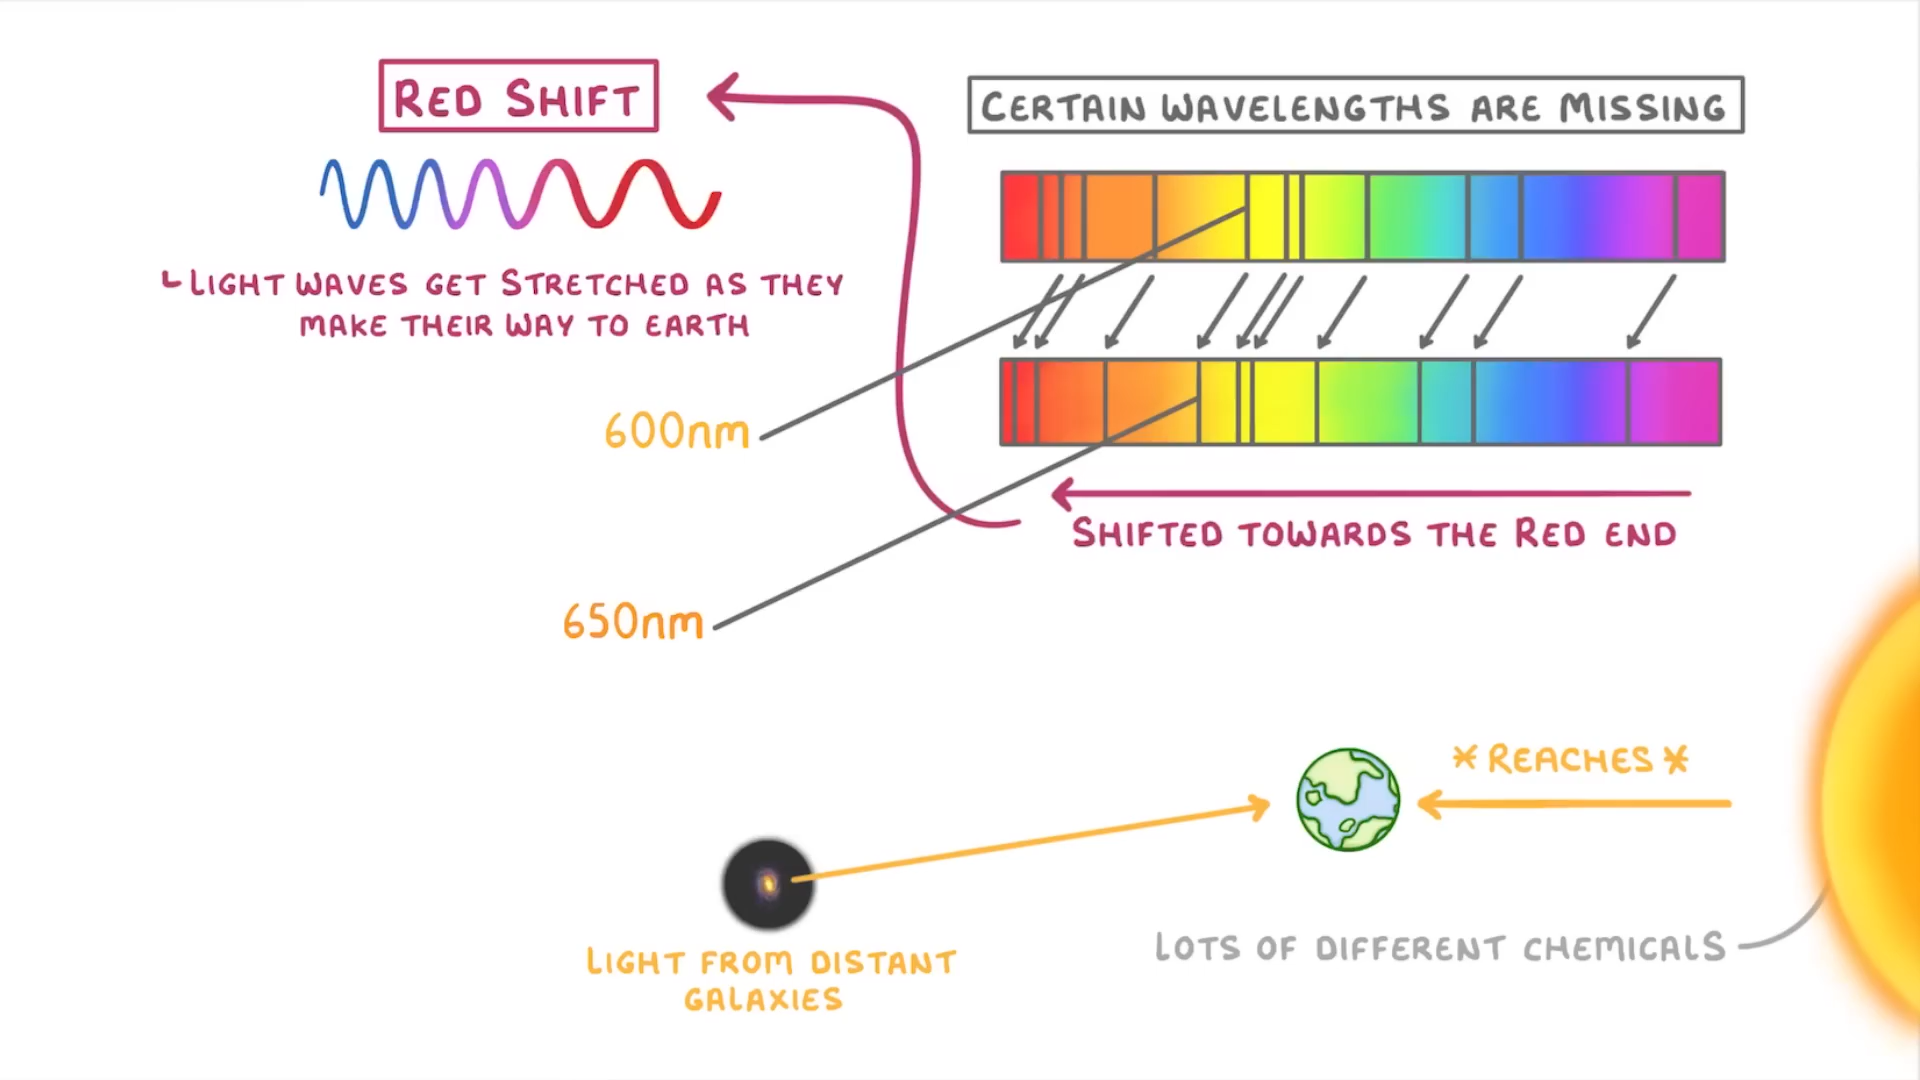 RED SHIFT
LIGHT WAVES GET STRETCHED AS THEY
MAKE THEIR WAY TO EARTH
CERTAIN WAVELENGTHS ARE MISSING
600nm
650nm
SHIFTED TOWARDS THE RED END
* REACHES *
LIGHT FROM DISTANT
GALAXIES
LOTS OF DIFFERENT CHEMICALS